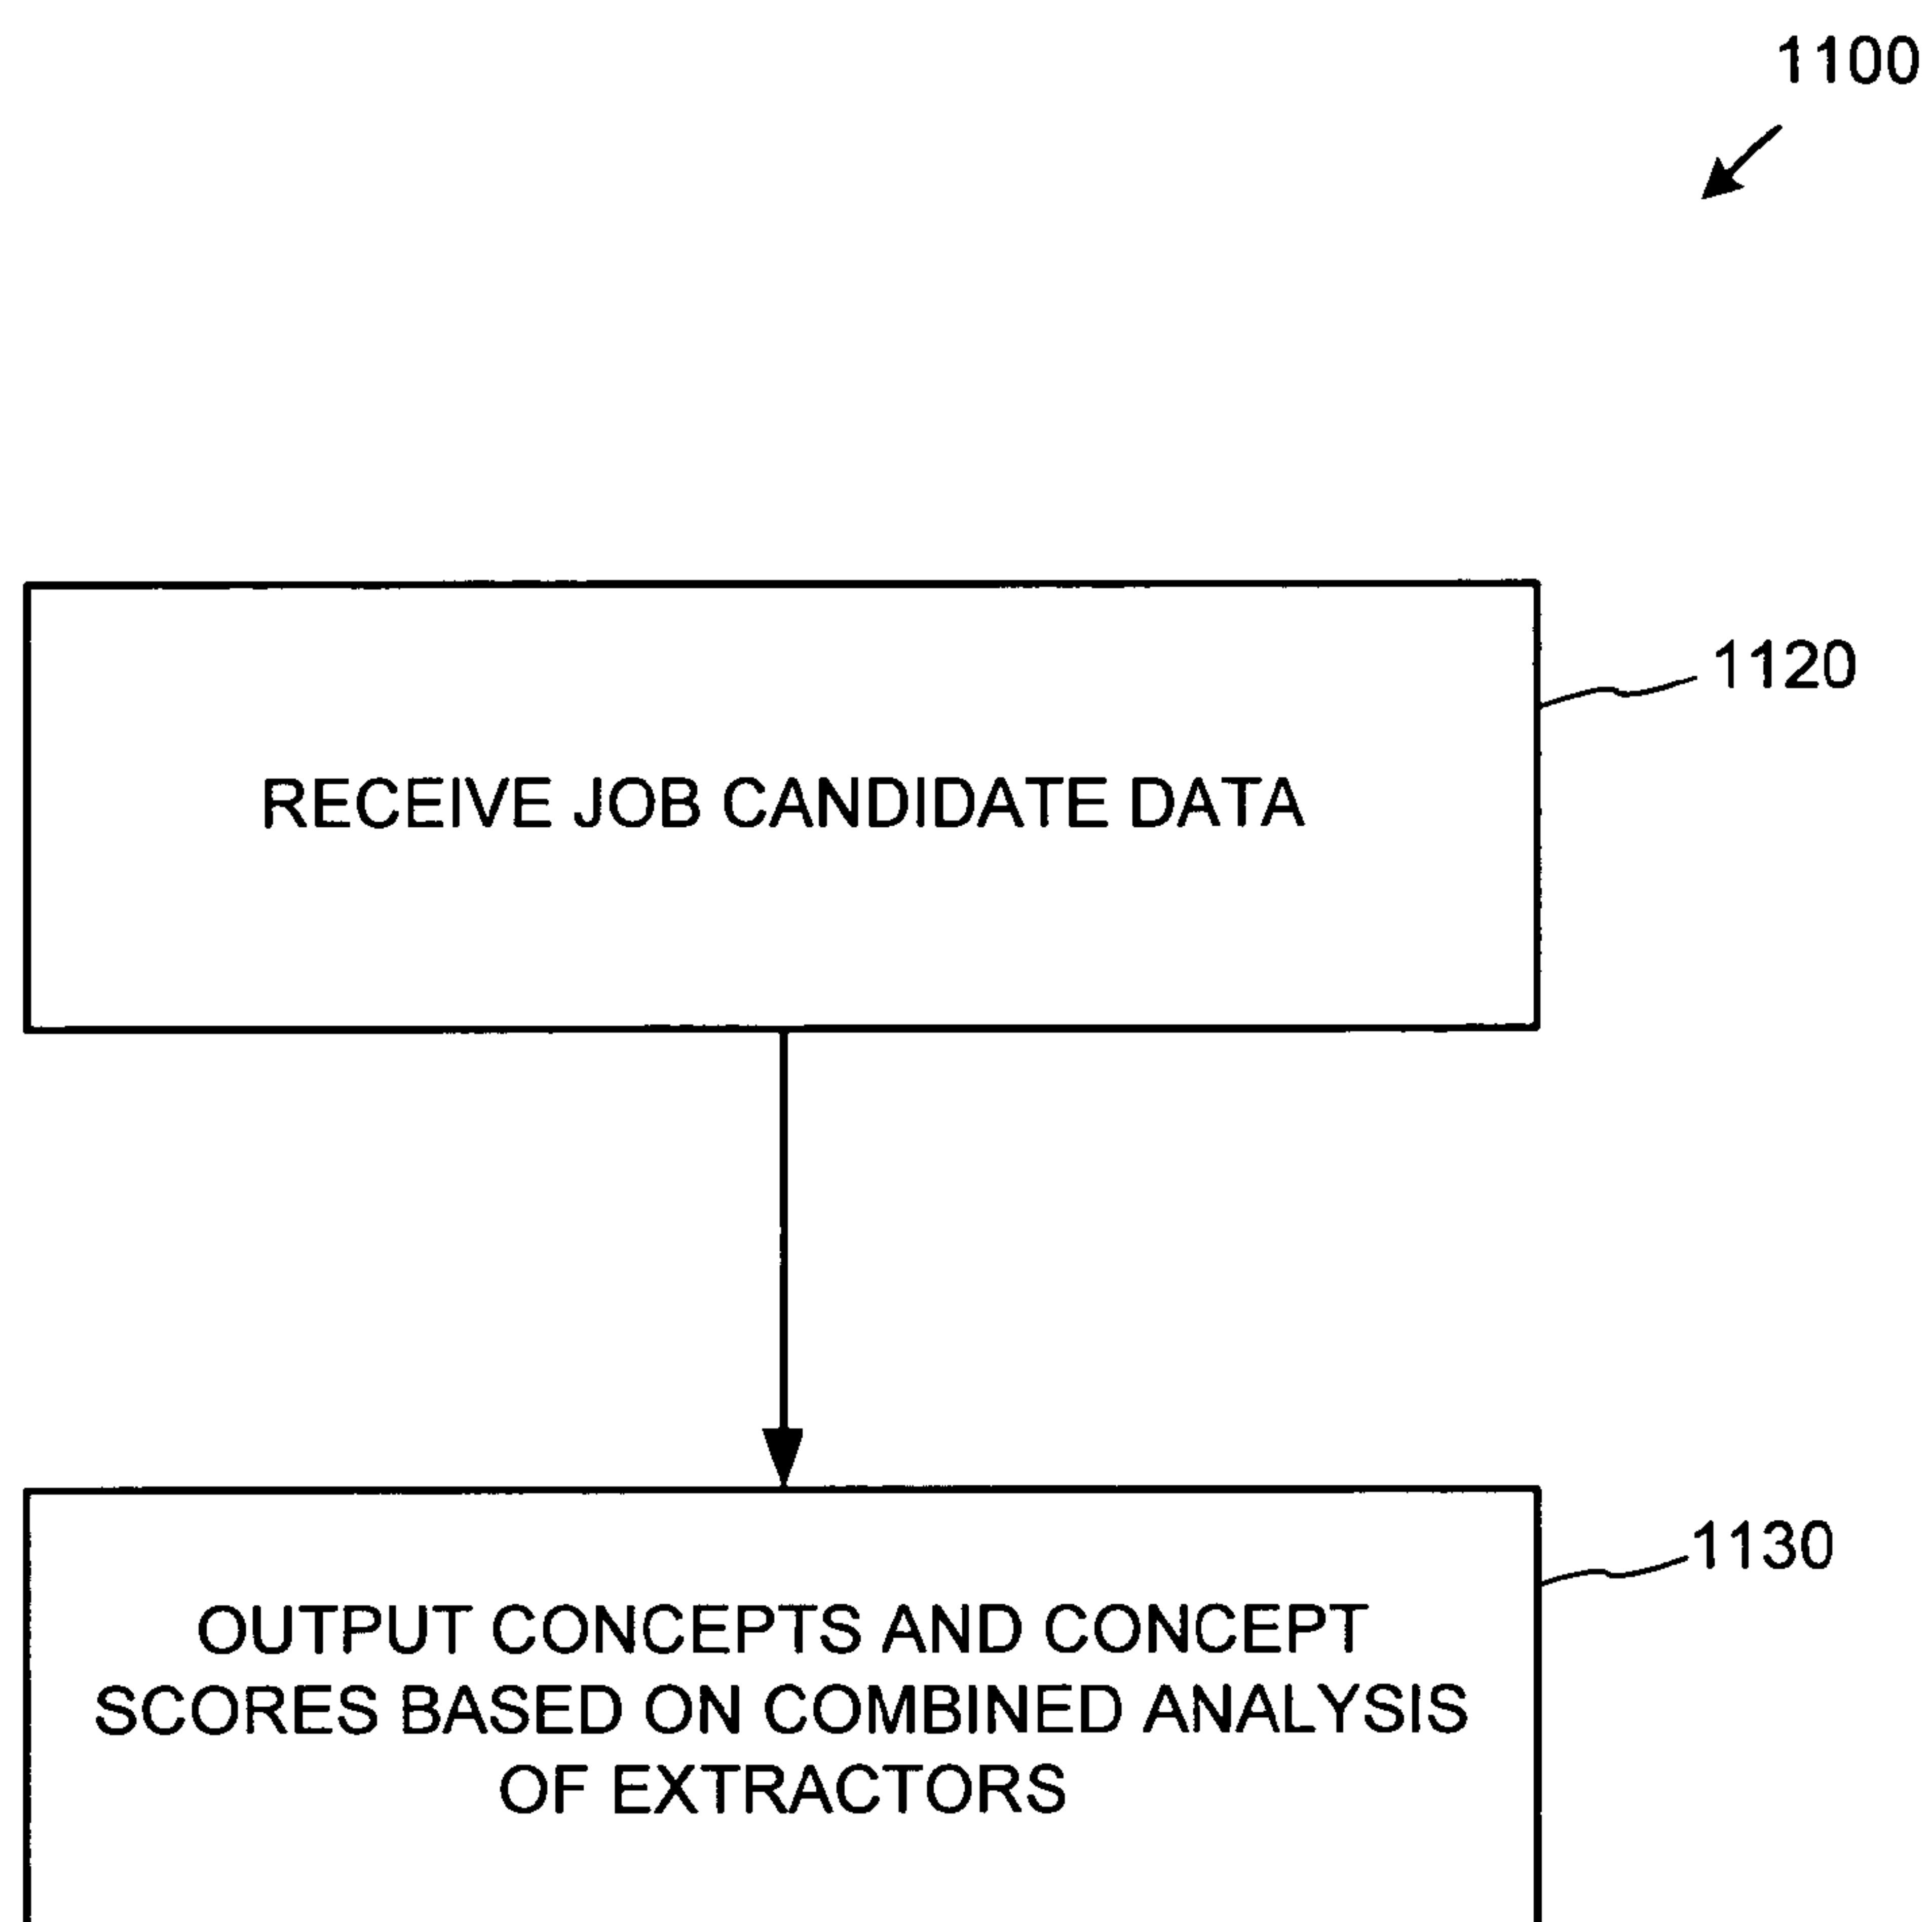 1100
1120
RECEIVE JOB CANDIDATE DATA
1130
OUTPUT CONCEPTS AND CONCEPT
SCORES BASED ON COMBINED ANALYSIS
OF EXTRACTORS